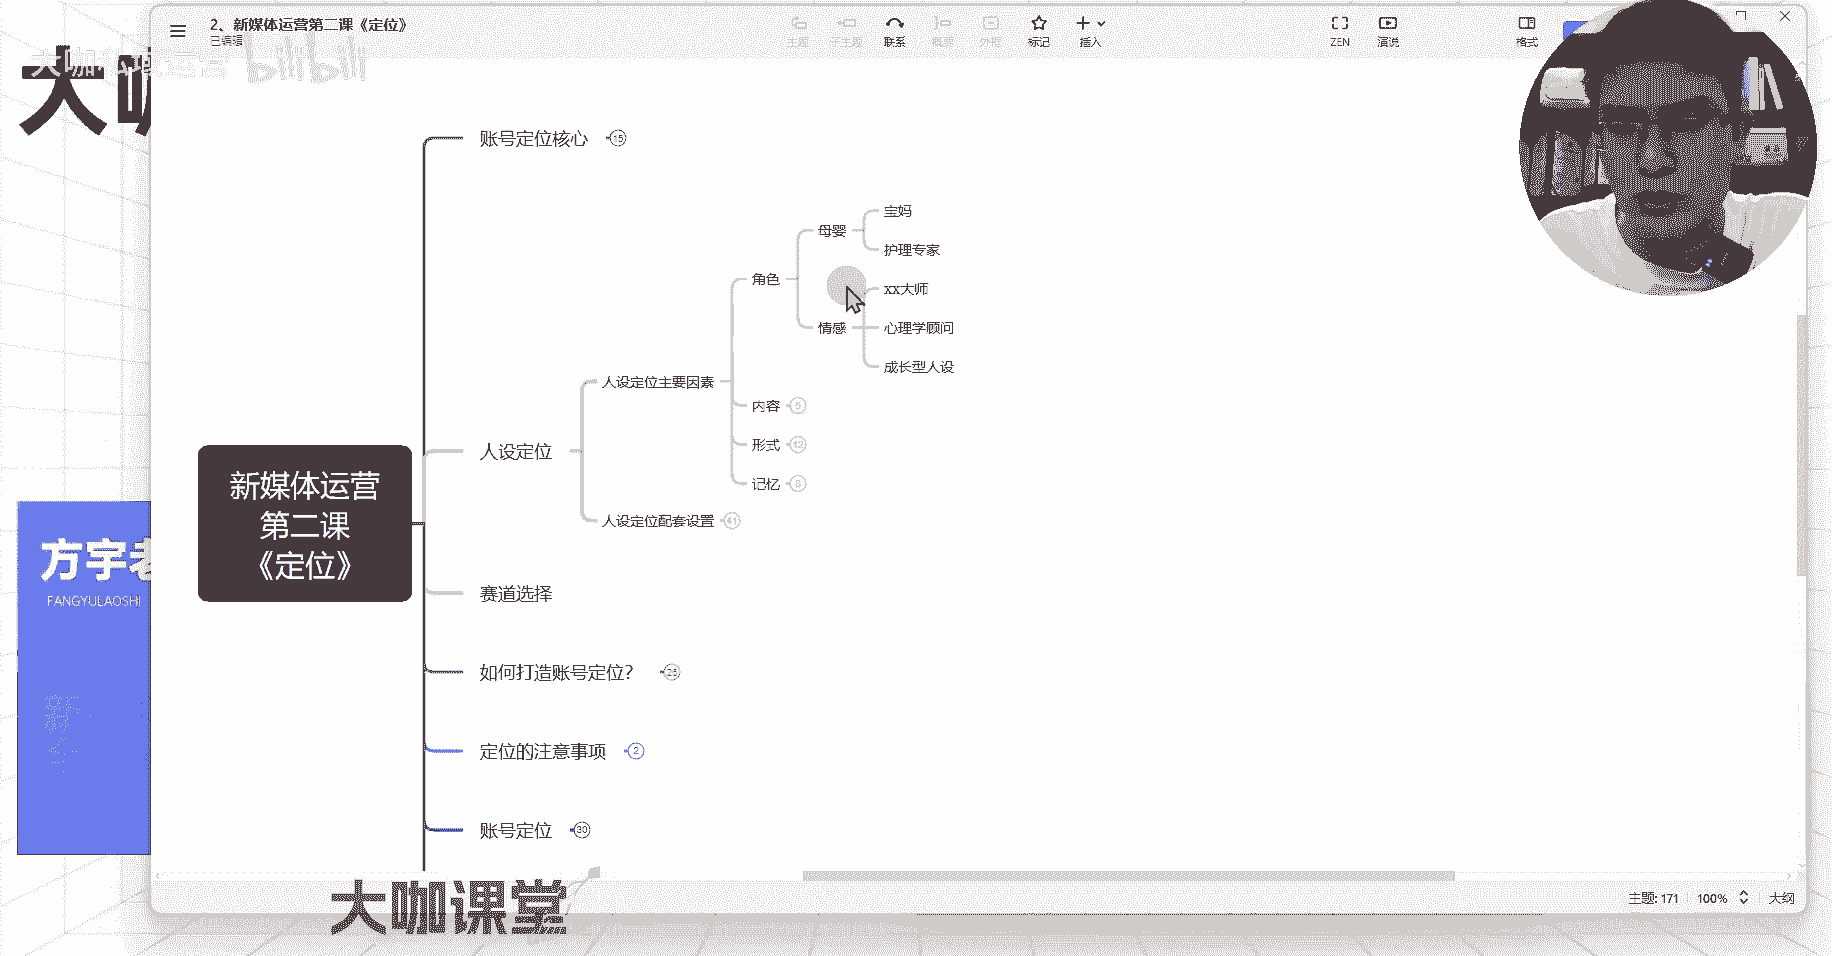 2、新媒体运营第二课《定位》
已编辑
主题
子主题
联系
概要
外框
标记
插入
ZEN
演说
格式
大咖私域运营
bilibili
大咖
账号定位核心
15
宝妈
母婴
护理专家
角色
xx大师
情感
心理学顾问
成长型人设
人设定位主要因素
内容
5
形式
12
人设定位
记忆
8
人设定位配套设置
41
新媒体运营
第二课
《定位》
方宇老
FANGYULAOSHI
赛道选择
如何打造账号定位？
定位的注意事项
2
账号定位
30
大咖课堂
主题: 171
100%
大纲